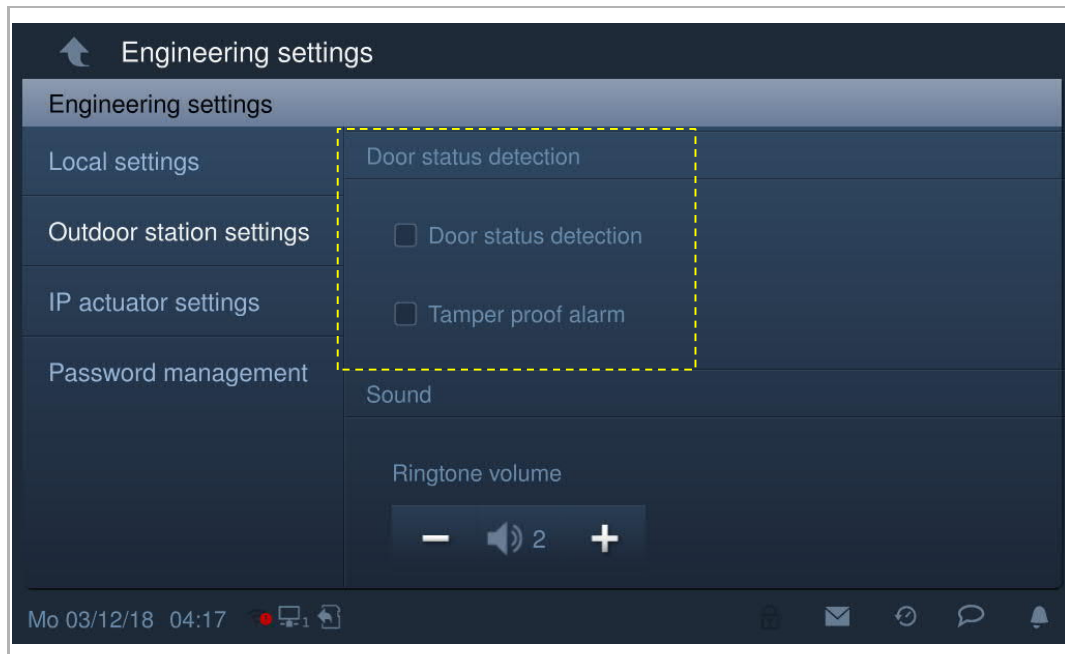 Engineering settings
Engineering settings
Local settings
Outdoor station settings
IP actuator settings
Password management
Door status detection
Door status detection
Tamper proof alarm
Sound
Ringtone volume
2
Mo 03/12/18 04:17 1